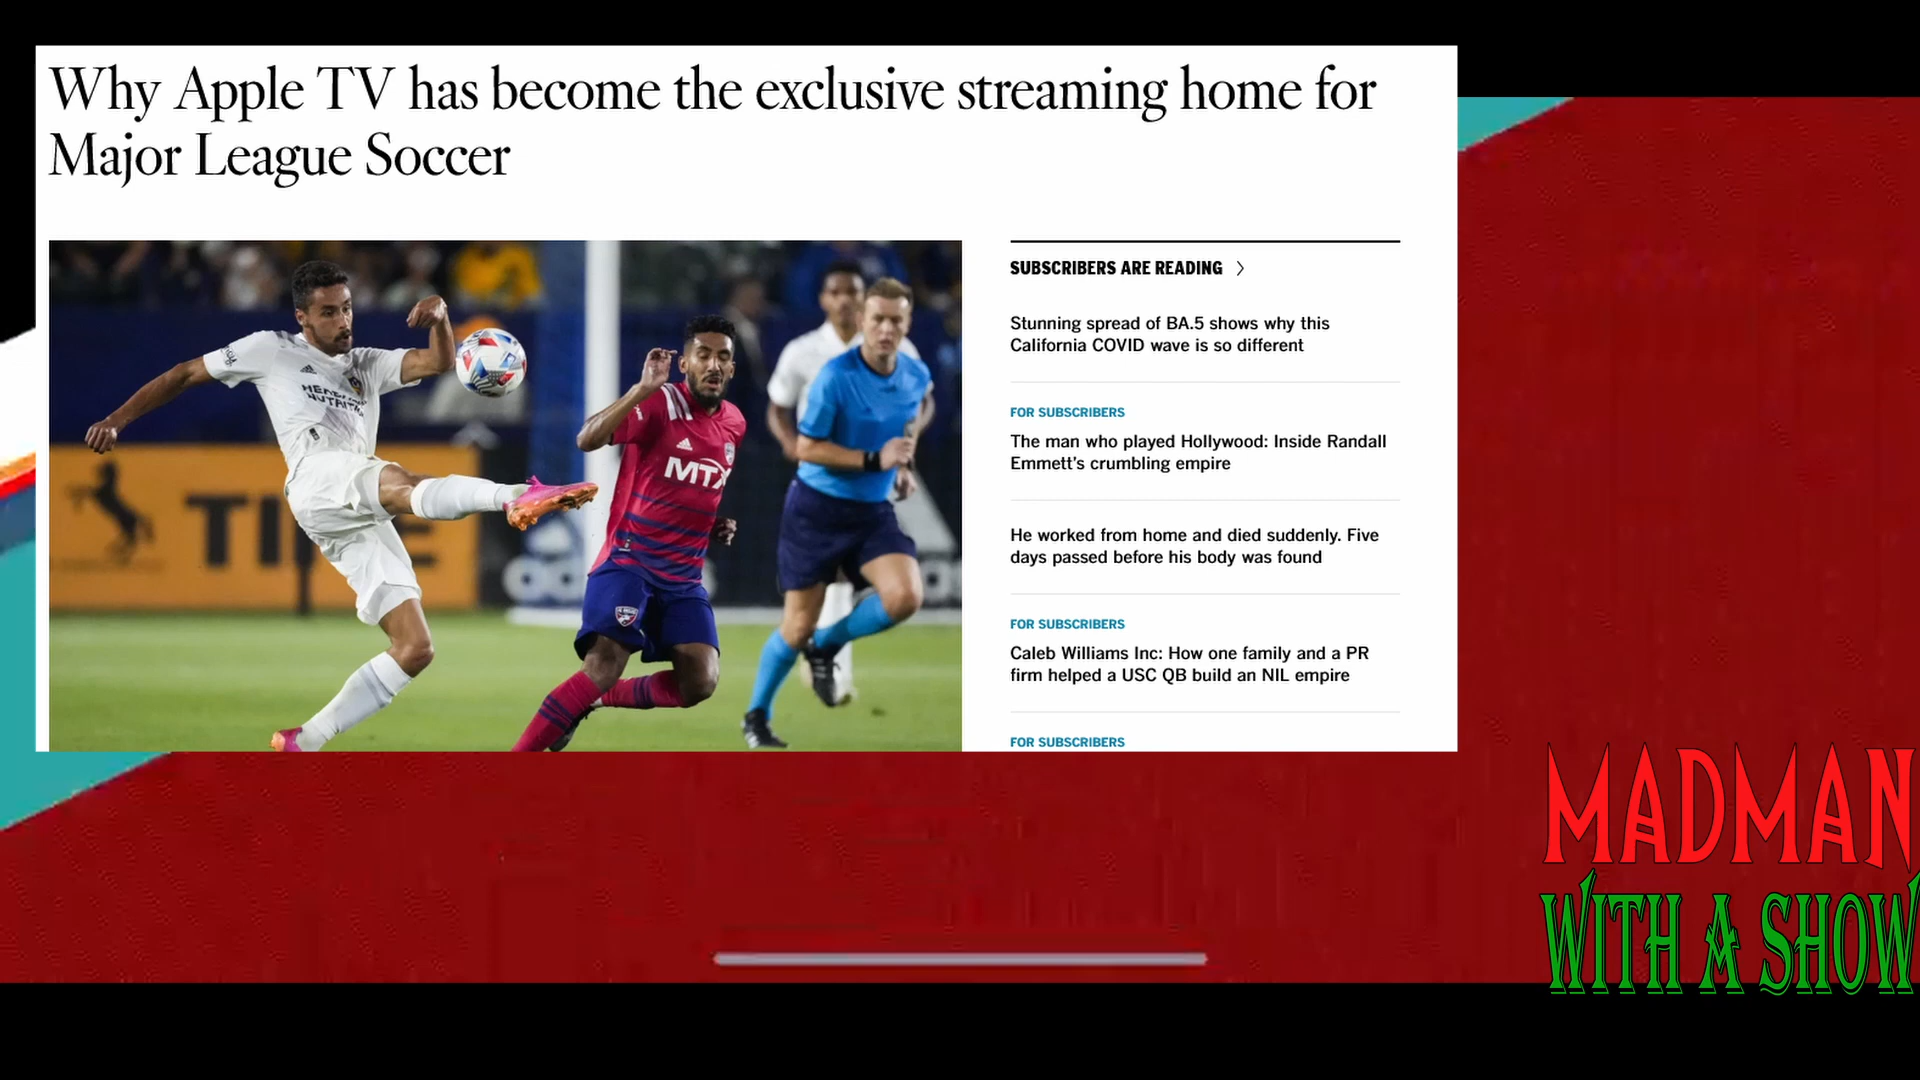 Why Apple TV has become the exclusive streaming home for
Major League Soccer
SUBSCRIBERS ARE READING
Stunning spread of BA.5 shows why this
California COVID wave is so different
FOR SUBSCRIBERS
The man who played Hollywood: Inside Randall
Emmett's crumbling empire
He worked from home and died suddenly. Five
days passed before his body was found
FOR SUBSCRIBERS
Caleb Williams Inc: How one family and a PR
firm helped a USC QB build an NIL empire
FOR SUBSCRIBERS
MTX
MADMAN
WITH A SHOW